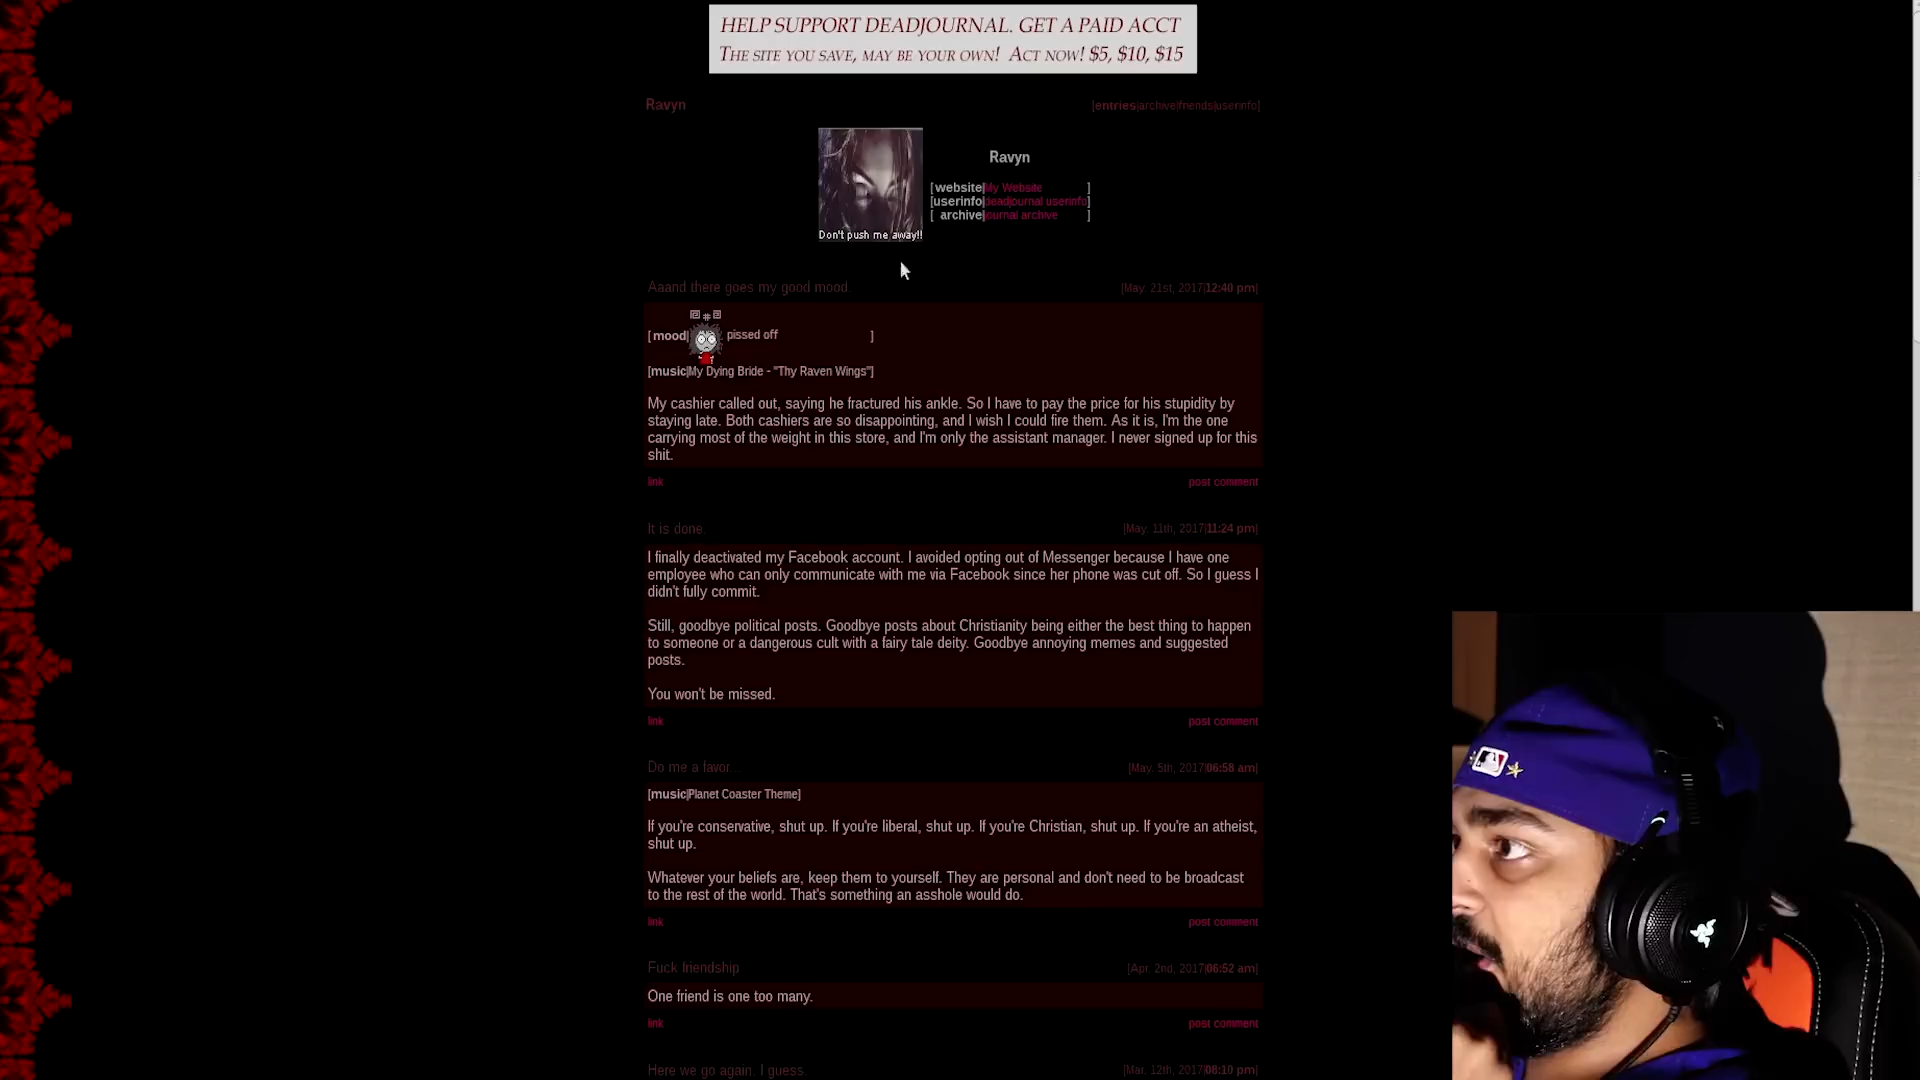 HELP SUPPORT DEADJOURNAL. GET A PAID ACCT
THE SITE YOU SAVE, MAY BE YOUR OWN! ACT NOW! $5, $10, $15
Ravyn
[entries|archive|friends|userinfo]
Don't push me away!!
Ravyn
[website|My Website]
[userinfo|deadjournal userinfo]
[archive|journal archive]
Aaand there goes my good mood
[May. 21st, 2017|12:40 pm]
[mood| pissed off]
[music|My Dying Bride - "Thy Raven Wings"]
My cashier called out, saying he fractured his ankle. So I have to pay the price for his stupidity by
staying late. Both cashiers are so disappointing, and I wish I could fire them. As it is, I'm the one
carrying most of the weight in this store, and I'm only the assistant manager. I never signed up for this
shit.
link
post comment
It is done.
[May. 11th, 2017|11:24 pm]
I finally deactivated my Facebook account. I avoided opting out of Messenger because I have one
employee who can only communicate with me via Facebook since her phone was cut off. So I guess I
didn't fully commit.
Still, goodbye political posts. Goodbye posts about Christianity being either the best thing to happen
to someone or a dangerous cult with a fairy tale deity. Goodbye annoying memes and suggested
posts.
You won't be missed.
link
post comment
Do me a favor...
[May. 5th, 2017|06:58 am]
[music|Planet Coaster Theme]
If you're conservative, shut up. If you're liberal, shut up. If you're Christian, shut up. If you're an atheist,
shut up.
Whatever your beliefs are, keep them to yourself. They are personal and don't need to be broadcast
to the rest of the world. That's something an asshole would do.
link
post comment
Fuck friendship
[Apr. 2nd, 2017|06:52 am]
One friend is one too many.
link
post comment
Here we go again. I guess.
[Mar. 12th, 2017|08:10 pm]